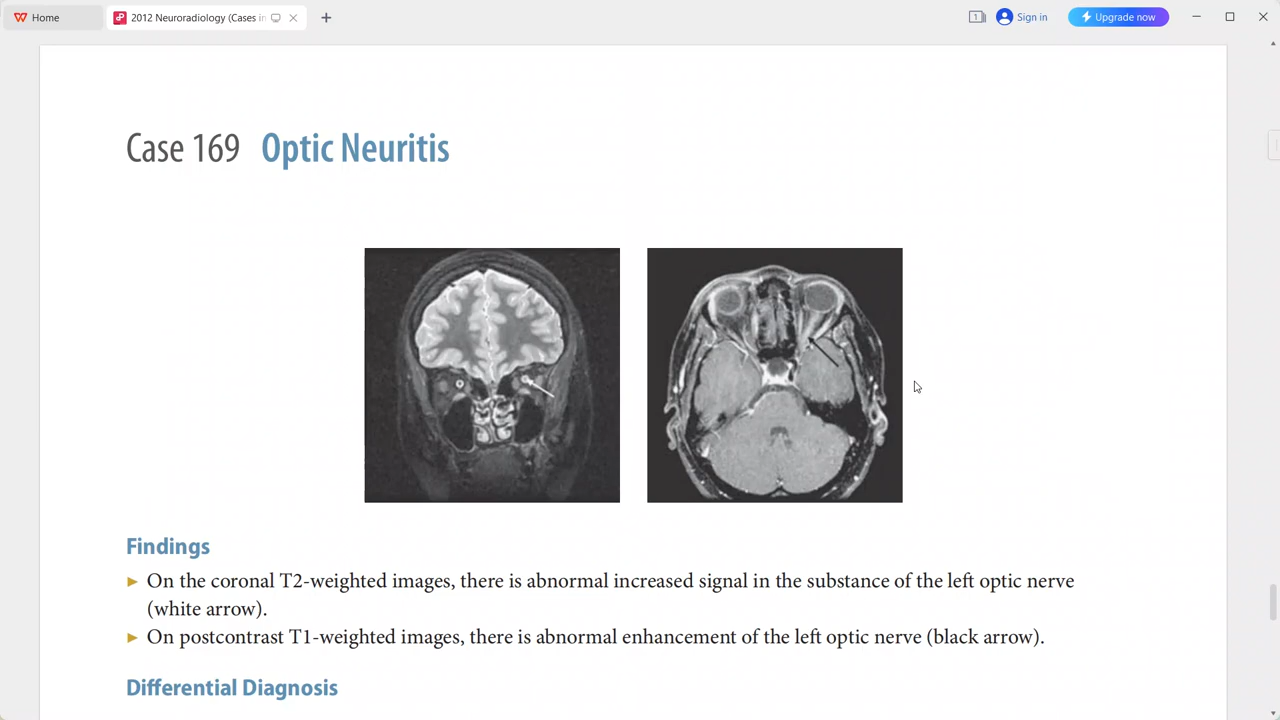 Home
2012 Neuroradiology (Cases in
1
Sign in
Upgrade now
Case 169 Optic Neuritis
Findings
► On the coronal T2-weighted images, there is abnormal increased signal in the substance of the left optic nerve
(white arrow).
► On postcontrast T1-weighted images, there is abnormal enhancement of the left optic nerve (black arrow).
Differential Diagnosis